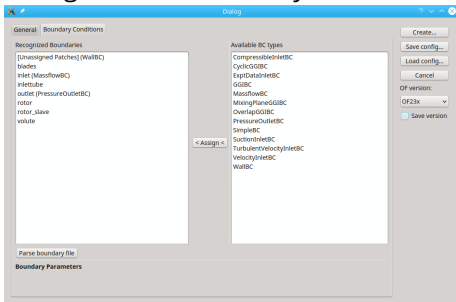 Dialog
General
Boundary Conditions
Recognized Boundaries
[Unassigned Patches] (WallBC)
blades
inlet (MassflowBC)
inlettube
outlet (PressureOutletBC)
rotor
rotor_slave
volute
< Assign <
Available BC types
CompressibleInletBC
CyclicGGIBC
ExptDataInletBC
GGIBC
MassflowBC
MixingPlaneGGIBC
OverlapGGIBC
PressureOutletBC
SimpleBC
SuctionInletBC
TurbulentVelocityInletBC
VelocityInletBC
WallBC
Create...
Save config...
Load config...
Cancel
OF version:
OF23x
Save version
Parse boundary file
Boundary Parameters